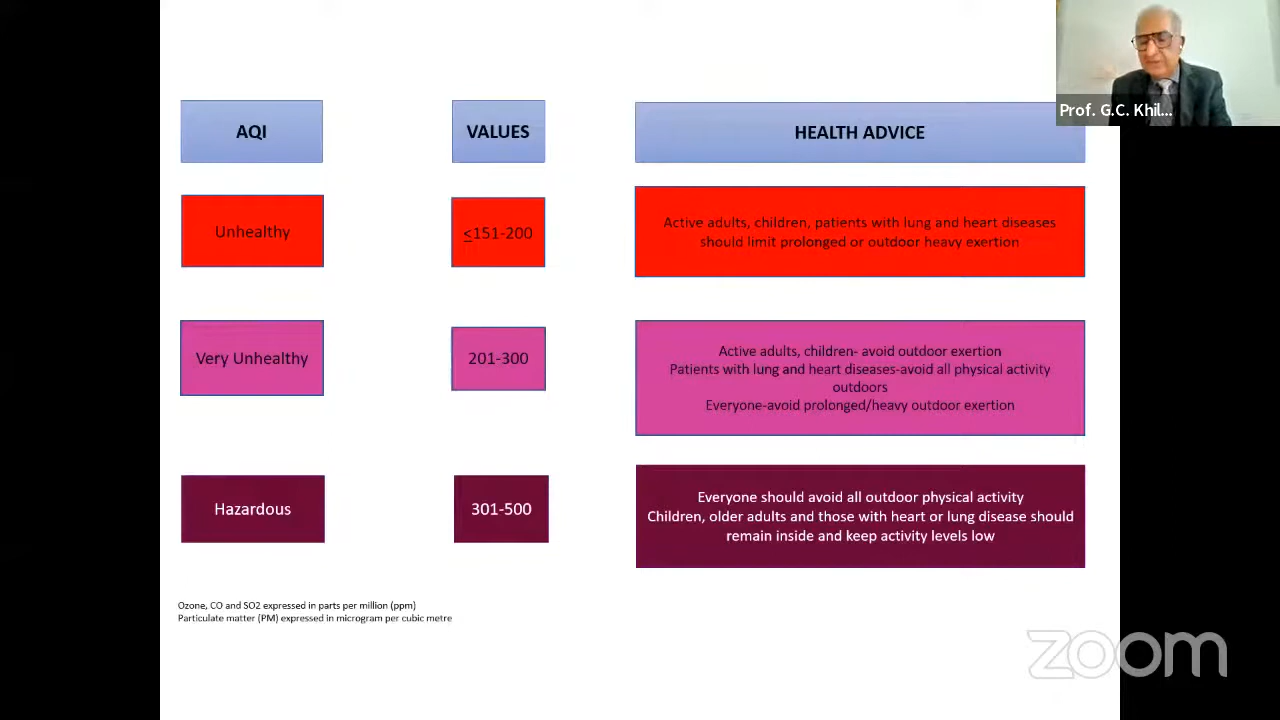 Prof. G.C. Khil...
AQI
VALUES
HEALTH ADVICE
Unhealthy
≤151-200
Active adults, children, patients with lung and heart diseases
should limit prolonged or outdoor heavy exertion
Very Unhealthy
201-300
Active adults, children- avoid outdoor exertion
Patients with lung and heart diseases-avoid all physical activity
outdoors
Everyone-avoid prolonged/heavy outdoor exertion
Hazardous
301-500
Everyone should avoid all outdoor physical activity
Children, older adults and those with heart or lung disease should
remain inside and keep activity levels low
Ozone, CO and SO2 expressed in parts per million (ppm)
Particulate matter (PM) expressed in microgram per cubic metre
zoom